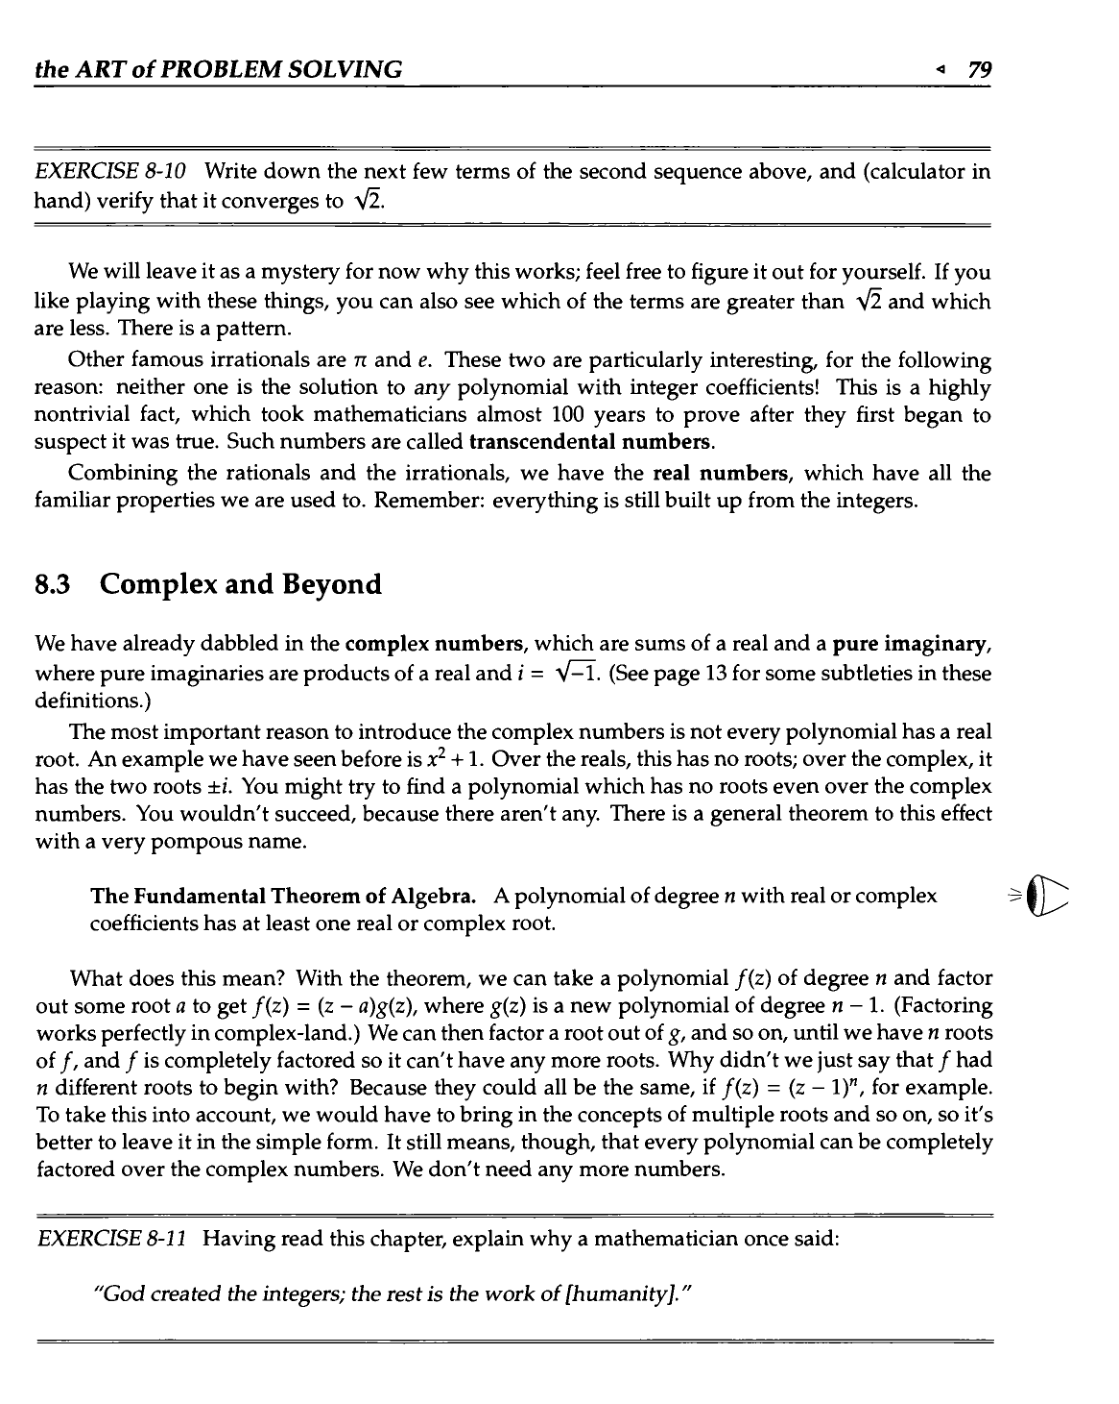 the ART of PROBLEM SOLVING ◃ 79
EXERCISE 8-10 Write down the next few terms of the second sequence above, and (calculator in
hand) verify that it converges to √2.
We will leave it as a mystery for now why this works; feel free to figure it out for yourself. If you
like playing with these things, you can also see which of the terms are greater than √2 and which
are less. There is a pattern.
Other famous irrationals are π and e. These two are particularly interesting, for the following
reason: neither one is the solution to any polynomial with integer coefficients! This is a highly
nontrivial fact, which took mathematicians almost 100 years to prove after they first began to
suspect it was true. Such numbers are called transcendental numbers.
Combining the rationals and the irrationals, we have the real numbers, which have all the
familiar properties we are used to. Remember: everything is still built up from the integers.
8.3 Complex and Beyond
We have already dabbled in the complex numbers, which are sums of a real and a pure imaginary,
where pure imaginaries are products of a real and i = √−1. (See page 13 for some subtleties in these
definitions.)
The most important reason to introduce the complex numbers is not every polynomial has a real
root. An example we have seen before is x² + 1. Over the reals, this has no roots; over the complex, it
has the two roots ±i. You might try to find a polynomial which has no roots even over the complex
numbers. You wouldn't succeed, because there aren't any. There is a general theorem to this effect
with a very pompous name.
The Fundamental Theorem of Algebra. A polynomial of degree n with real or complex
coefficients has at least one real or complex root.
What does this mean? With the theorem, we can take a polynomial f(z) of degree n and factor
out some root a to get f(z) = (z − a)g(z), where g(z) is a new polynomial of degree n − 1. (Factoring
works perfectly in complex-land.) We can then factor a root out of g, and so on, until we have n roots
of f, and f is completely factored so it can't have any more roots. Why didn't we just say that f had
n different roots to begin with? Because they could all be the same, if f(z) = (z − 1)ⁿ, for example.
To take this into account, we would have to bring in the concepts of multiple roots and so on, so it's
better to leave it in the simple form. It still means, though, that every polynomial can be completely
factored over the complex numbers. We don't need any more numbers.
EXERCISE 8-11 Having read this chapter, explain why a mathematician once said:
"God created the integers; the rest is the work of [humanity]."